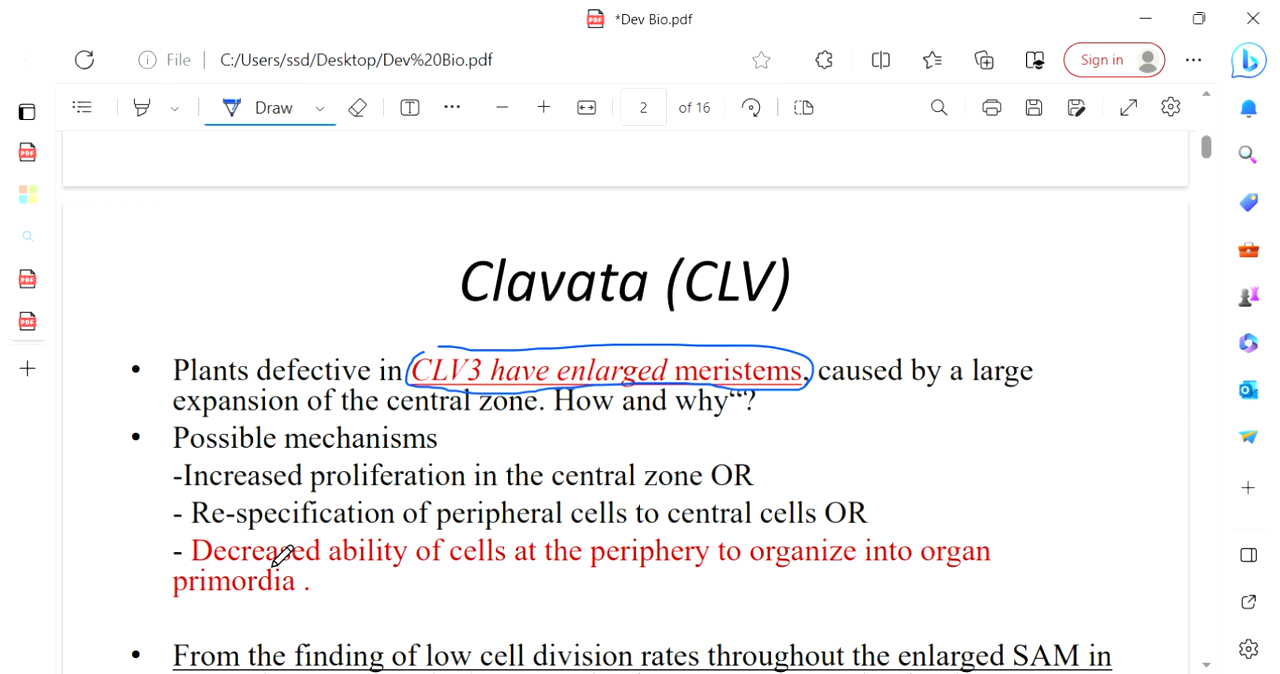 *Dev Bio.pdf
File
C:/Users/ssd/Desktop/Dev%20Bio.pdf
Sign in
Draw
2 of 16
Clavata (CLV)
• Plants defective in CLV3 have enlarged meristems, caused by a large
expansion of the central zone. How and why“?
• Possible mechanisms
-Increased proliferation in the central zone OR
- Re-specification of peripheral cells to central cells OR
- Decreased ability of cells at the periphery to organize into organ
primordia .
• From the finding of low cell division rates throughout the enlarged SAM in